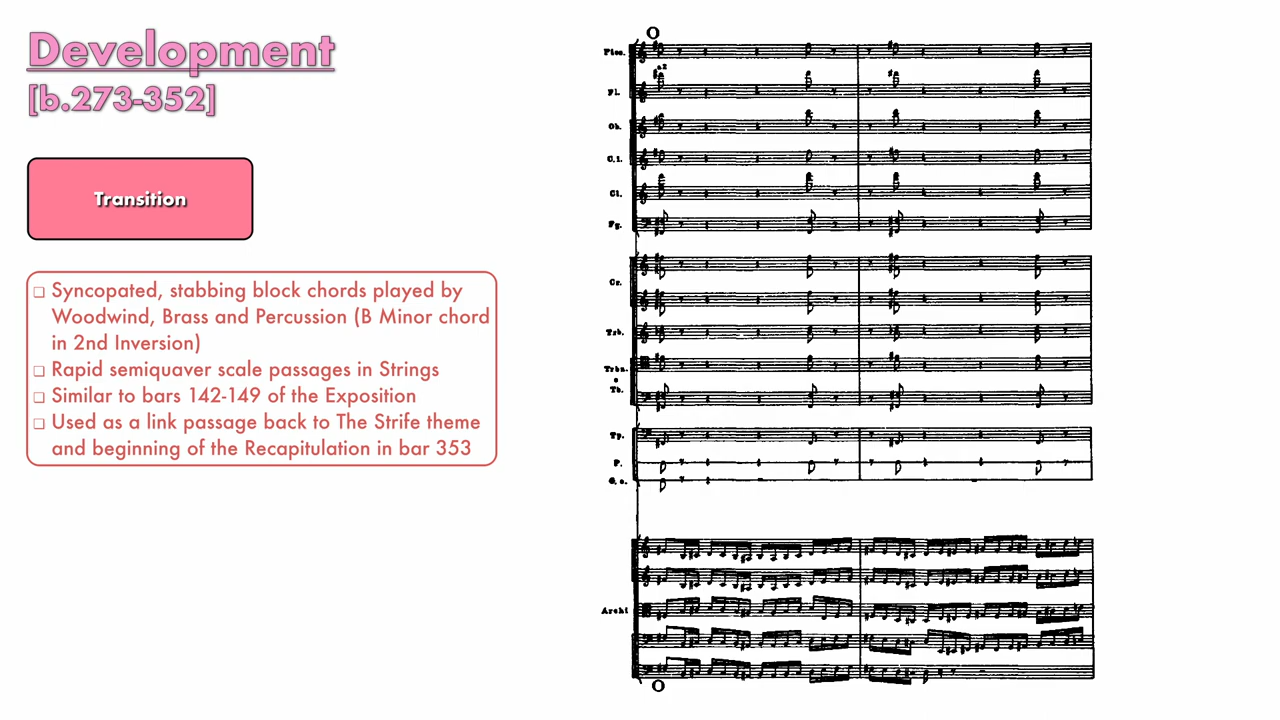 Development
[b.273-352]
Transition
❏ Syncopated, stabbing block chords played by
Woodwind, Brass and Percussion (B Minor chord
in 2nd Inversion)
❏ Rapid semiquaver scale passages in Strings
❏ Similar to bars 142-149 of the Exposition
❏ Used as a link passage back to The Strife theme
and beginning of the Recapitulation in bar 353
O
Picc.
a 2
Fl.
Ob.
C.i.
Cl.
Fg.
Cr.
Trb.
Trbn.
e
Tb.
Tp.
P.
G.c.
Archi
O